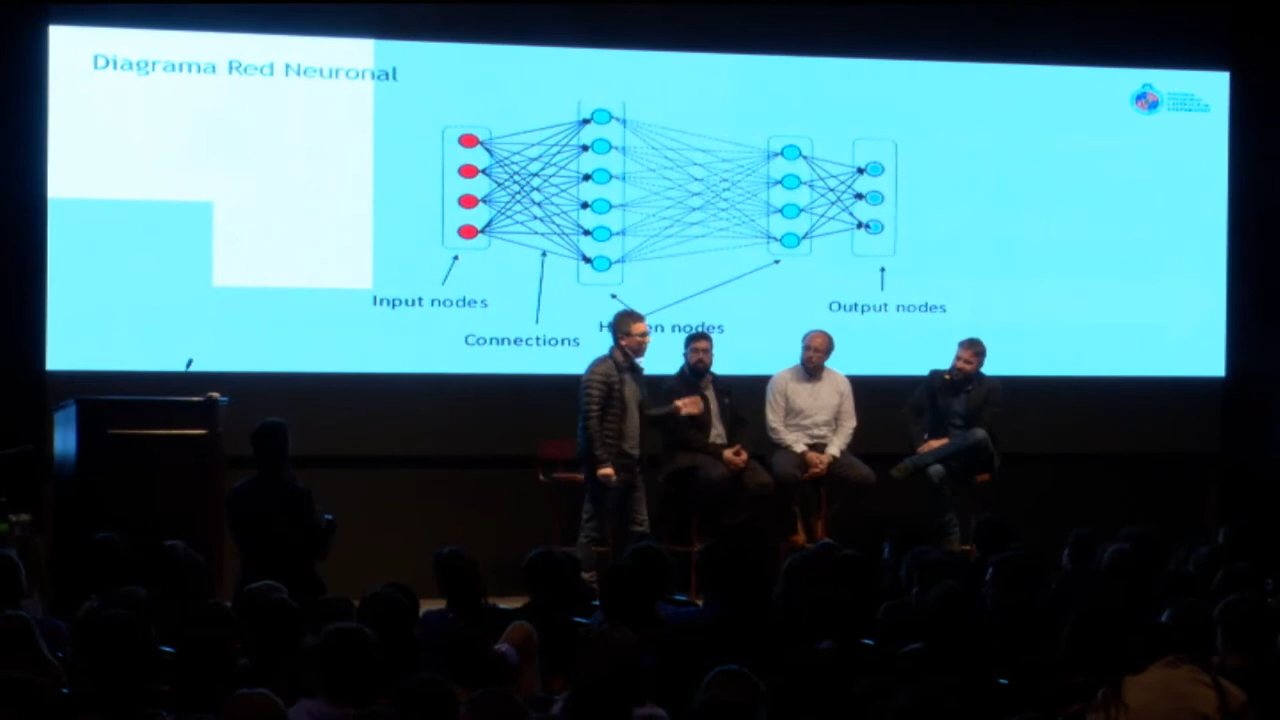 Diagrama Red Neuronal
Input nodes
Connections
nodes
Output nodes